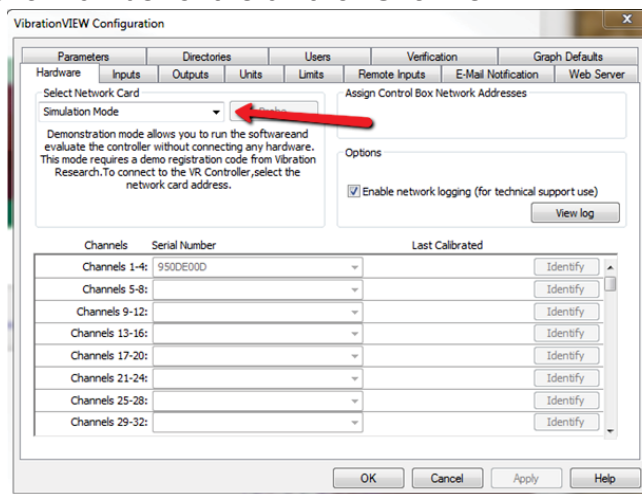 VibrationVIEW Configuration
x
Parameters Directories Users Verification Graph Defaults
Hardware Inputs Outputs Units Limits Remote Inputs E-Mail Notification Web Server
Select Network Card
Assign Control Box Network Addresses
Simulation Mode
Demonstration mode allows you to run the softwareand
evaluate the controller without connecting any hardware.
This mode requires a demo registration code from Vibration
Research.To connect to the VR Controller,select the
network card address.
Options
Enable network logging (for technical support use)
View log
Channels Serial Number Last Calibrated
Channels 1-4: 950DE00D Identify
Channels 5-8: Identify
Channels 9-12: Identify
Channels 13-16: Identify
Channels 17-20: Identify
Channels 21-24: Identify
Channels 25-28: Identify
Channels 29-32: Identify
OK Cancel Apply Help